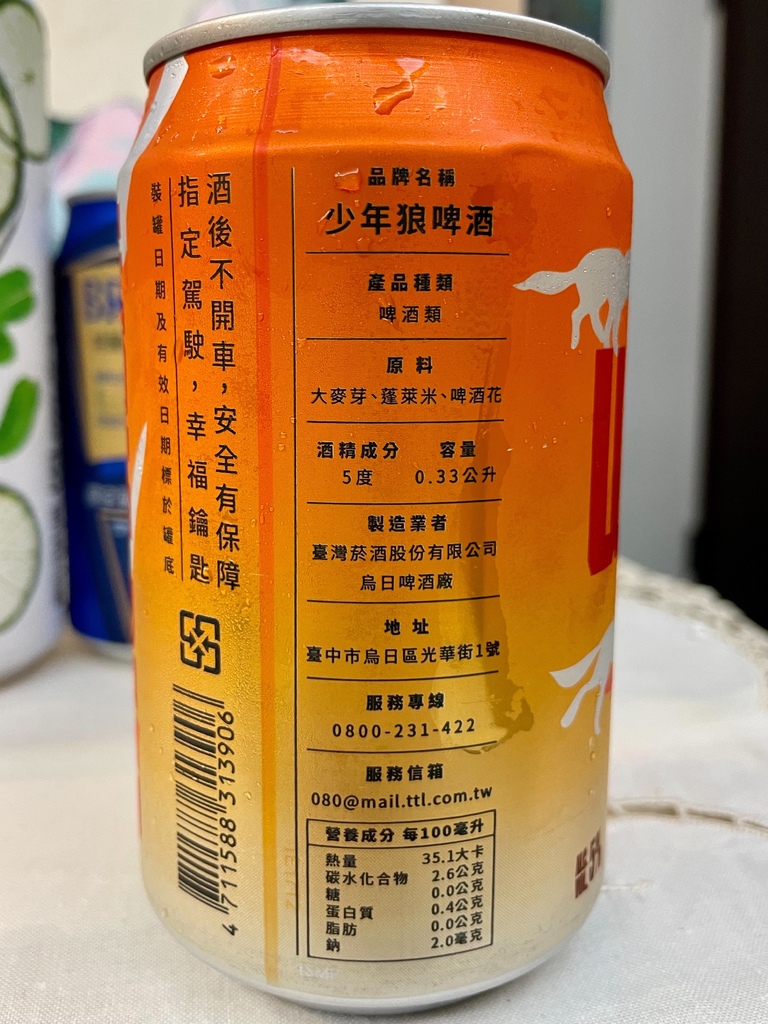 酒後不開車，安全有保障
指定駕駛，幸福鑰匙
裝罐日期及有效日期標於罐底
4 711588 313906
品牌名稱
少年狼啤酒
產品種類
啤酒類
原料
大麥芽、蓬萊米、啤酒花
酒精成分 容量
5度 0.33公升
製造業者
臺灣菸酒股份有限公司
烏日啤酒廠
地址
臺中市烏日區光華街1號
服務專線
0800-231-422
服務信箱
080@mail.ttl.com.tw
營養成分 每100毫升
熱量 35.1大卡
碳水化合物 2.6公克
糖 0.0公克
蛋白質 0.4公克
脂肪 0.0公克
鈉 2.0毫克